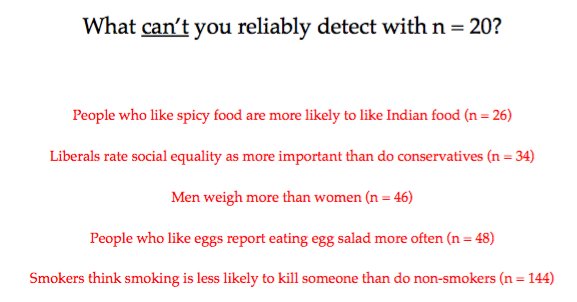 What can't you reliably detect with n = 20?
People who like spicy food are more likely to like Indian food (n = 26)
Liberals rate social equality as more important than do conservatives (n = 34)
Men weigh more than women (n = 46)
People who like eggs report eating egg salad more often (n = 48)
Smokers think smoking is less likely to kill someone than do non-smokers (n = 144)